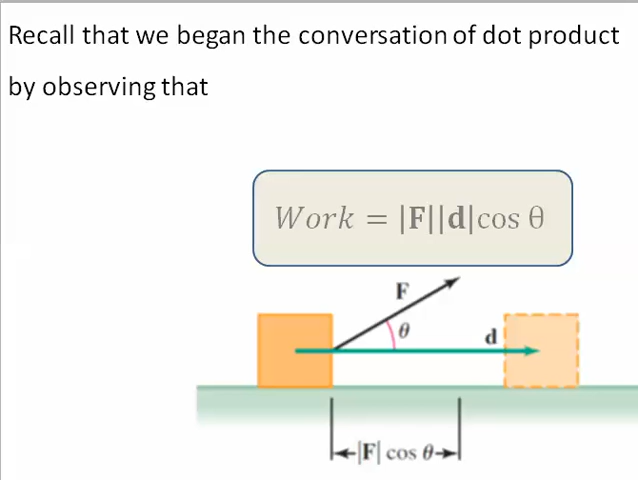 Recall that we began the conversation of dot product
by observing that
Work = |F||d|cos θ
F
θ
d
|F| cos θ